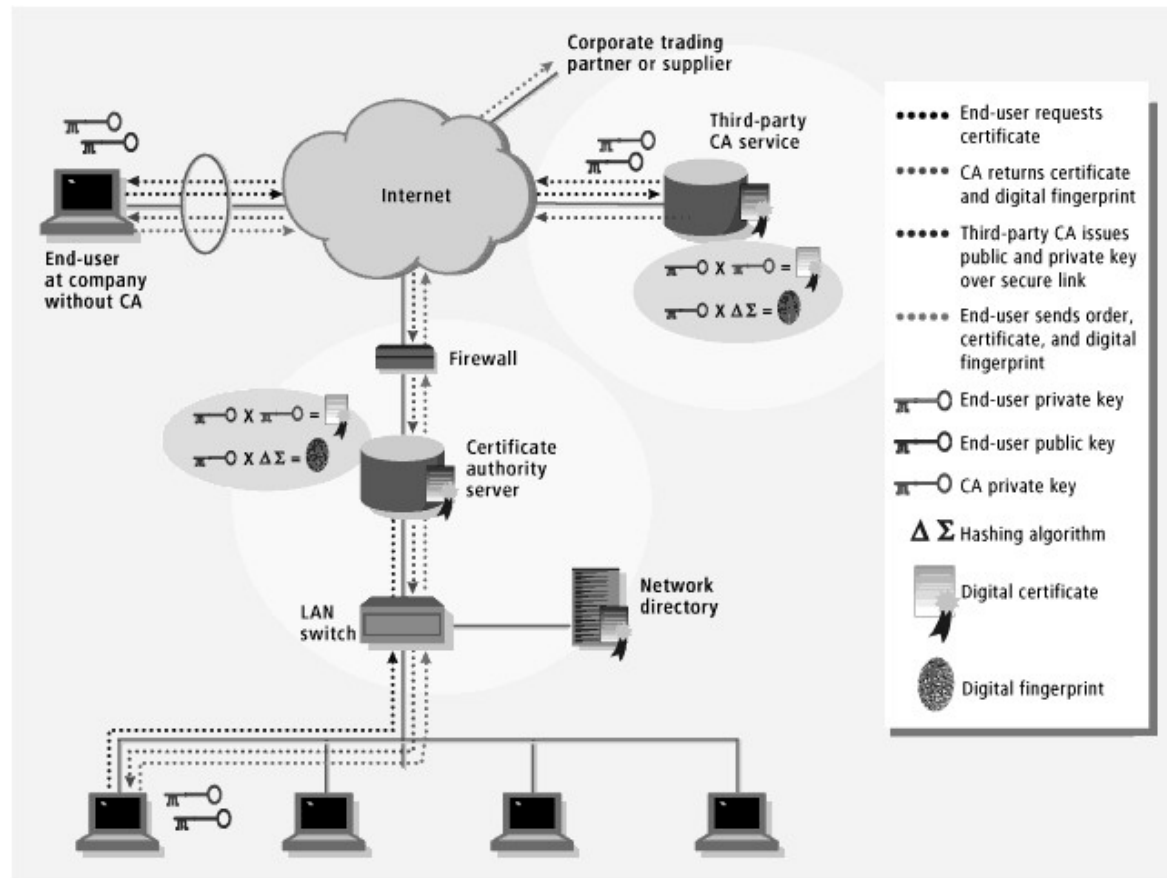 Corporate trading
partner or supplier
Third-party
CA service
Internet
End-user
at company
without CA
X = 
X Δ Σ =
Firewall
X =
X Δ Σ =
Certificate
authority
server
LAN
switch
Network
directory
End-user requests
certificate
CA returns certificate
and digital fingerprint
Third-party CA issues
public and private key
over secure link
End-user sends order,
certificate, and digital
fingerprint
End-user private key
End-user public key
CA private key
Δ Σ Hashing algorithm
Digital certificate
Digital fingerprint